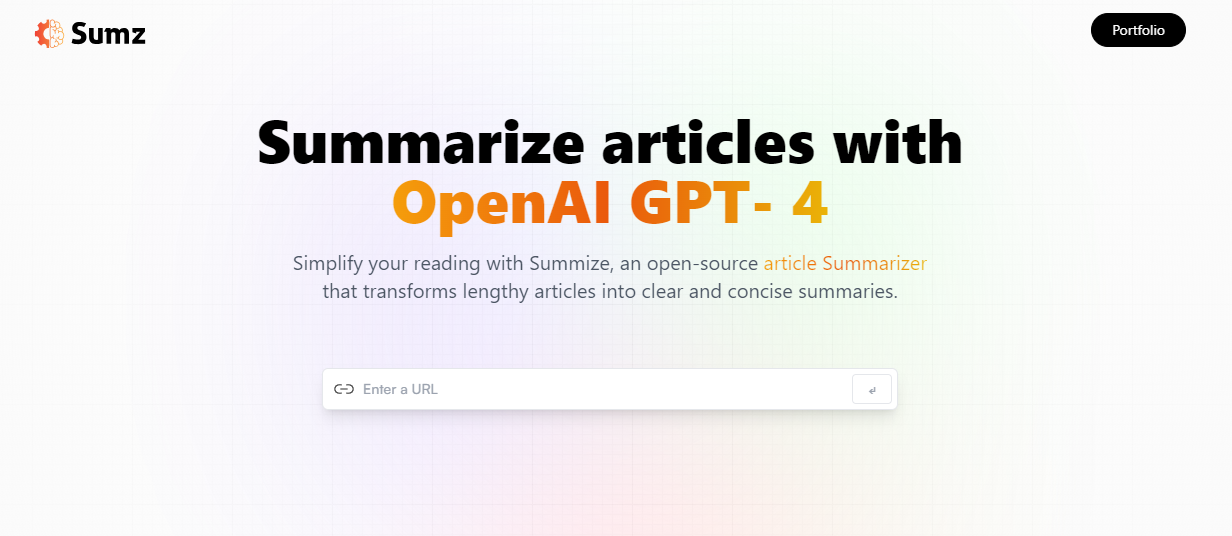 Sumz
Portfolio
Summarize articles with
OpenAI GPT- 4
Simplify your reading with Summize, an open-source article Summarizer
that transforms lengthy articles into clear and concise summaries.
Enter a URL
↵